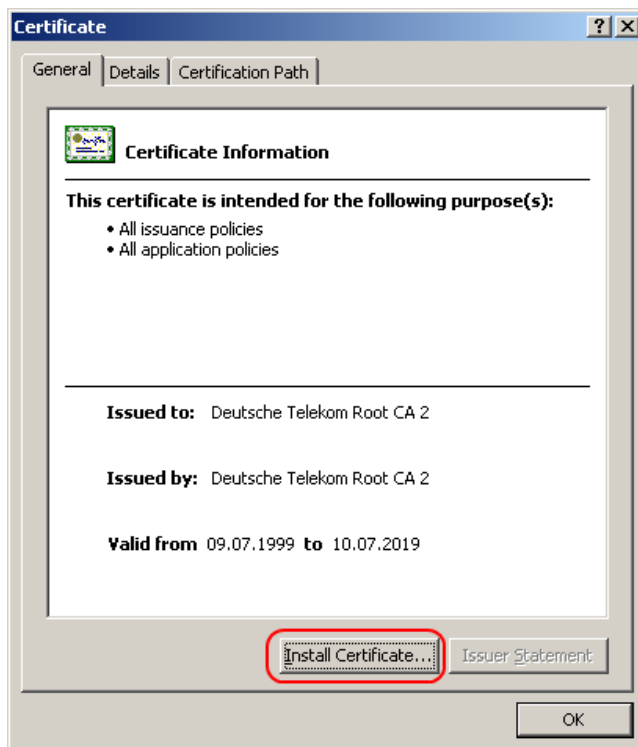 Certificate
General Details Certification Path
Certificate Information
This certificate is intended for the following purpose(s):
• All issuance policies
• All application policies
Issued to: Deutsche Telekom Root CA 2
Issued by: Deutsche Telekom Root CA 2
Valid from 09.07.1999 to 10.07.2019
Install Certificate... Issuer Statement
OK